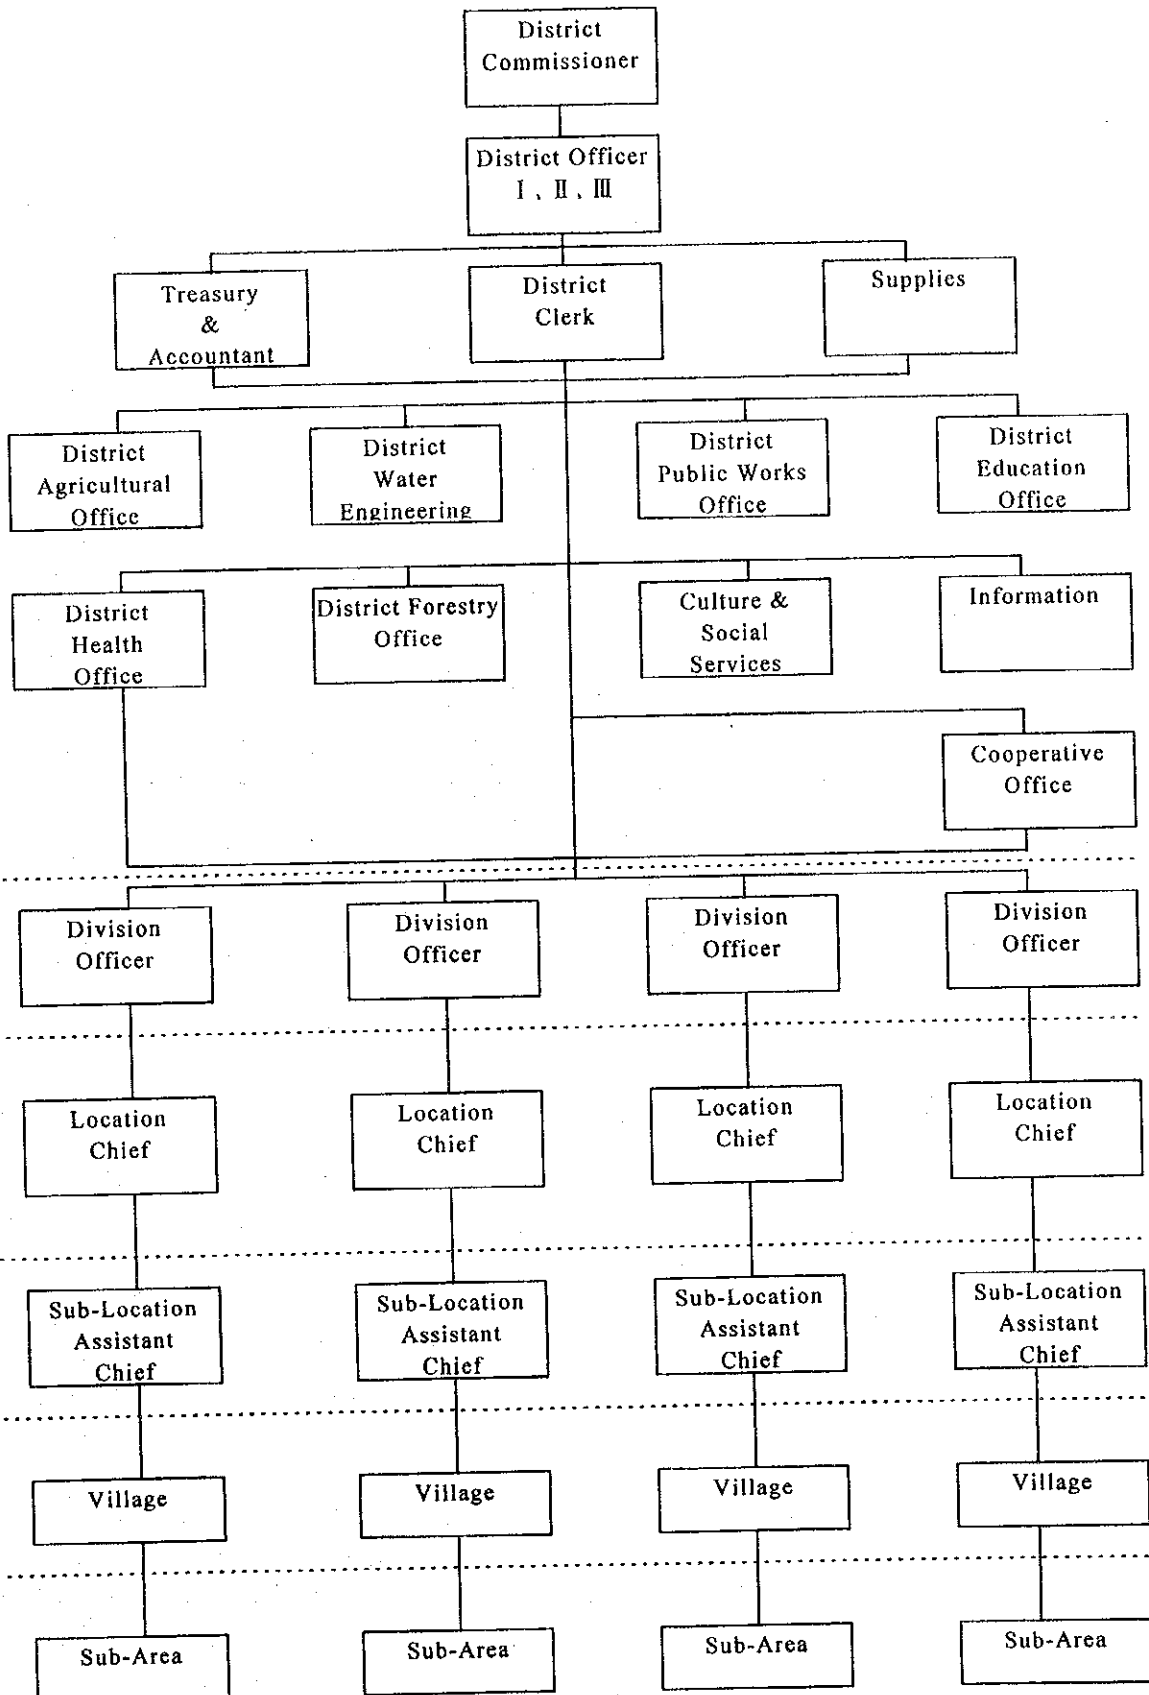 District
Commissioner
District Officer
Ⅰ、Ⅱ、Ⅲ
Treasury
&
Accountant
District
Clerk
Supplies
District
Agricultural
Office
District
Water
Engineering
District
Public Works
Office
District
Education
Office
District
Health
Office
District Forestry
Office
Culture &
Social
Services
Information
Cooperative
Office
Division
Officer
Division
Officer
Division
Officer
Division
Officer
Location
Chief
Location
Chief
Location
Chief
Location
Chief
Sub-Location
Assistant
Chief
Sub-Location
Assistant
Chief
Sub-Location
Assistant
Chief
Sub-Location
Assistant
Chief
Village
Village
Village
Village
Sub-Area
Sub-Area
Sub-Area
Sub-Area